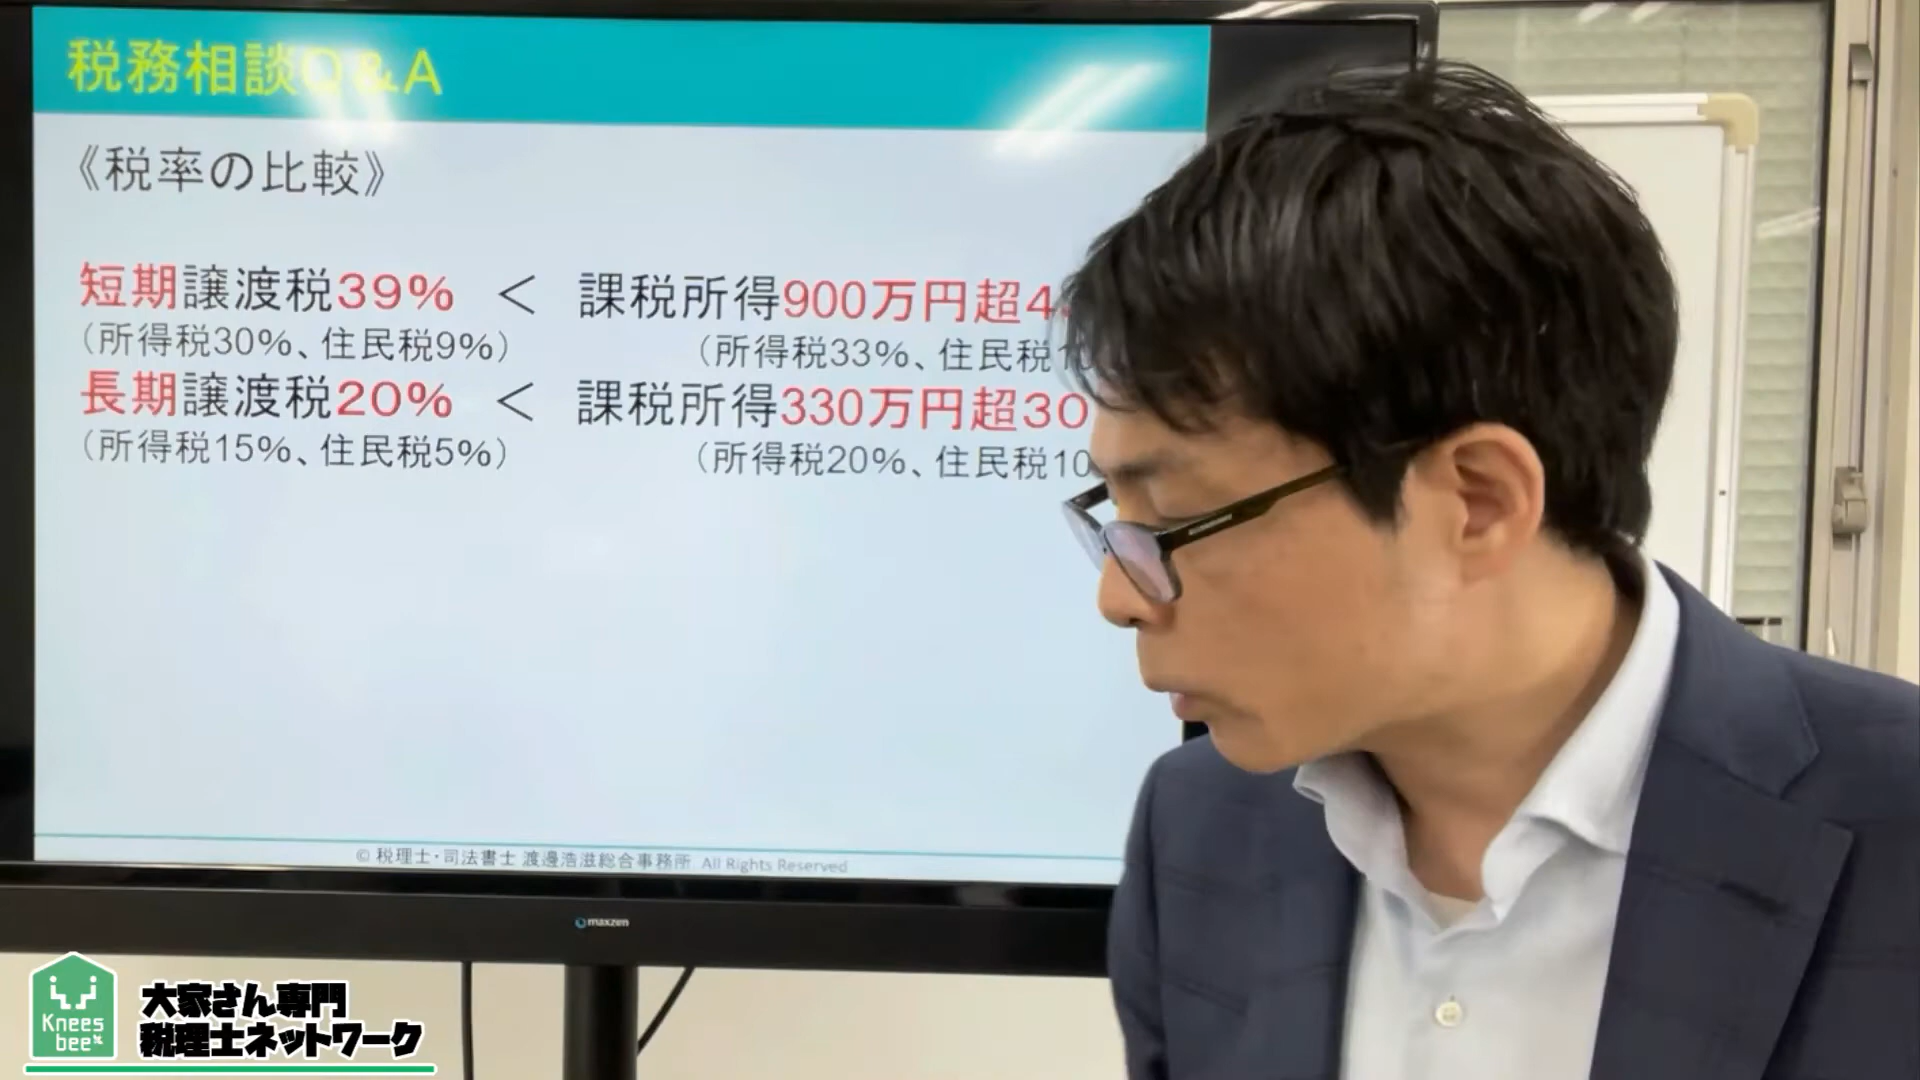 税務相談Q&A
《税率の比較》
短期譲渡税39% < 課税所得900万円超4
(所得税30%、住民税9%) (所得税33%、住民税10
長期譲渡税20% < 課税所得330万円超30
(所得税15%、住民税5%) (所得税20%、住民税10
© 税理士・司法書士 渡邊浩滋総合事務所 All Rights Reserved
maxzen
Knees
bee
大家さん専門
税理士ネットワーク